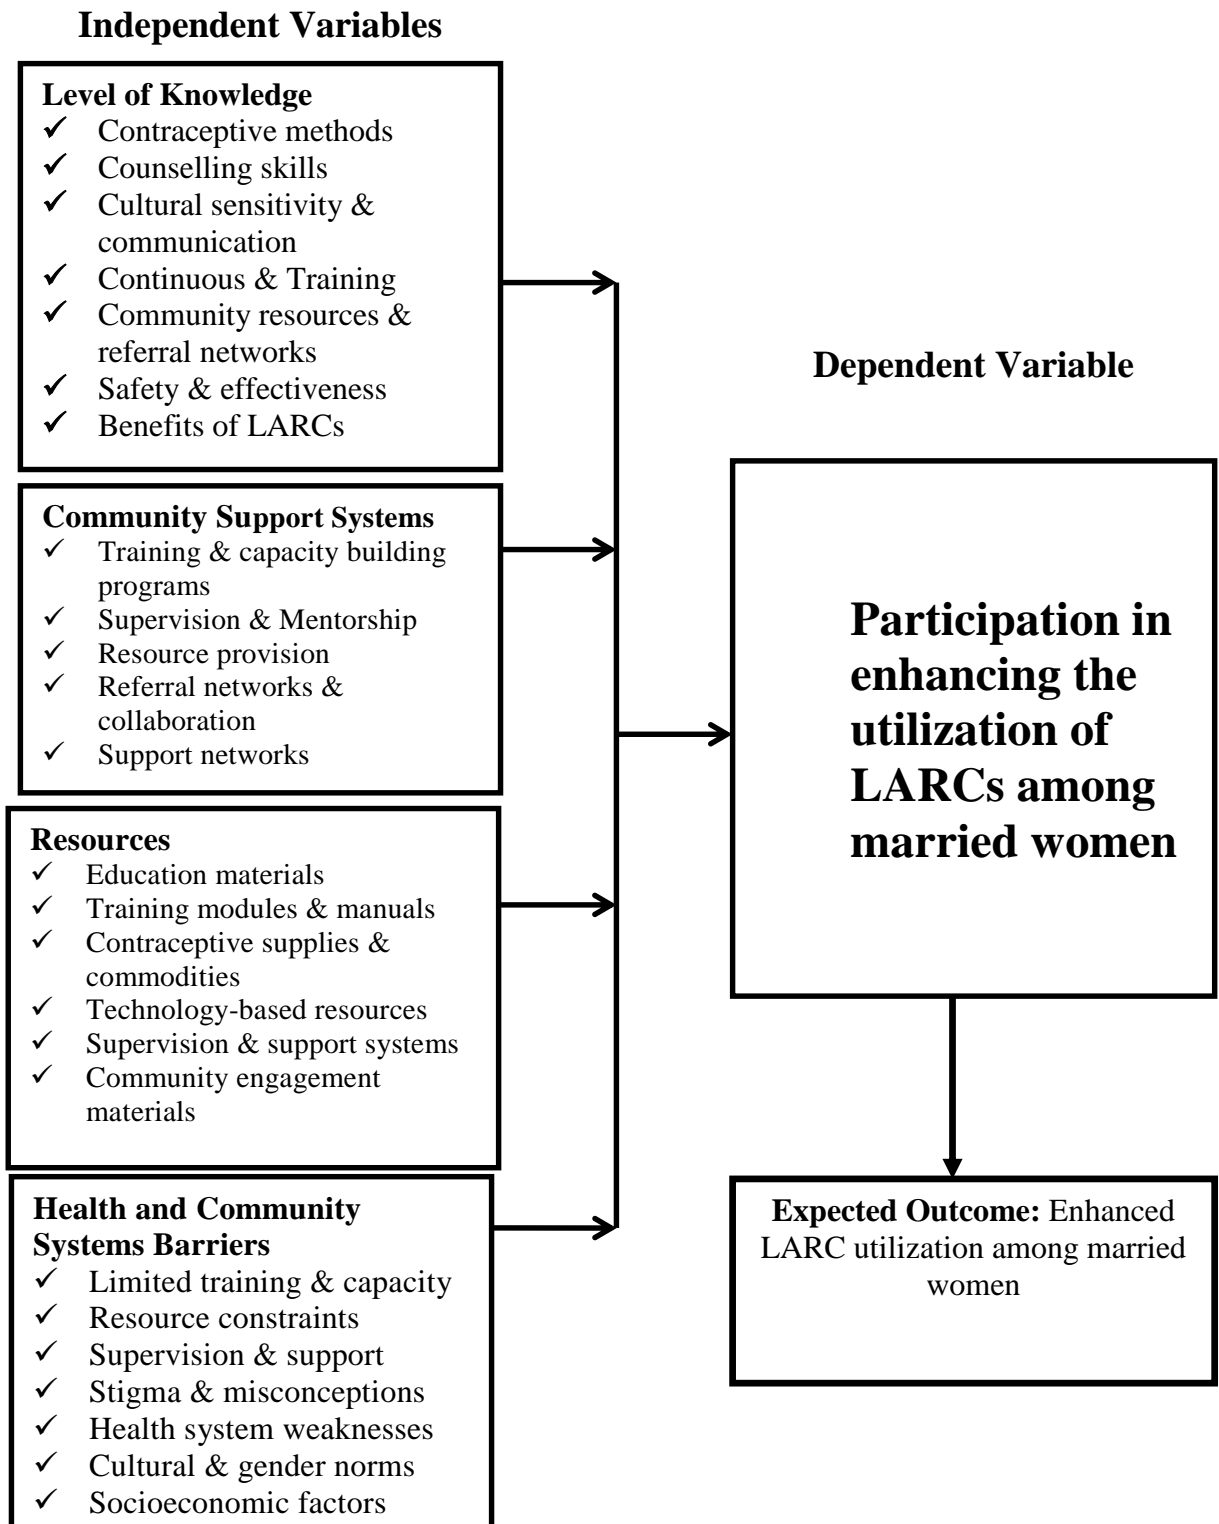 Independent Variables
Level of Knowledge
✓ Contraceptive methods
✓ Counselling skills
✓ Cultural sensitivity &
communication
✓ Continuous & Training
✓ Community resources &
referral networks
✓ Safety & effectiveness
✓ Benefits of LARCs
Community Support Systems
✓ Training & capacity building
programs
✓ Supervision & Mentorship
✓ Resource provision
✓ Referral networks &
collaboration
✓ Support networks
Resources
✓ Education materials
✓ Training modules & manuals
✓ Contraceptive supplies &
commodities
✓ Technology-based resources
✓ Supervision & support systems
✓ Community engagement
materials
Health and Community
Systems Barriers
✓ Limited training & capacity
✓ Resource constraints
✓ Supervision & support
✓ Stigma & misconceptions
✓ Health system weaknesses
✓ Cultural & gender norms
✓ Socioeconomic factors
Dependent Variable
Participation in
enhancing the
utilization of
LARCs among
married women
Expected Outcome: Enhanced
LARC utilization among married
women